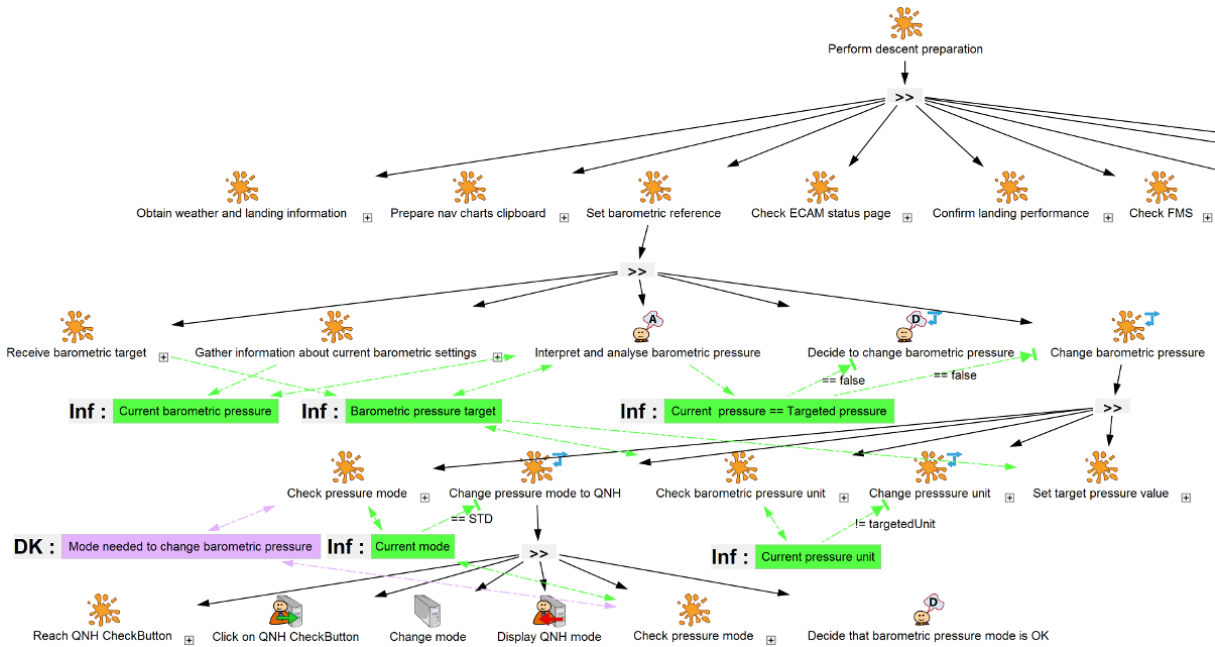 Perform descent preparation
>>
Obtain weather and landing information
Prepare nav charts clipboard
Set barometric reference
Check ECAM status page
Confirm landing performance
Check FMS
>>
A
D
Receive barometric target
Gather information about current barometric settings
Interpret and analyse barometric pressure
Decide to change barometric pressure
Change barometric pressure
== false
== false
Inf : Current barometric pressure
Inf : Barometric pressure target
Inf : Current pressure == Targeted pressure
>>
Check pressure mode
Change pressure mode to QNH
Check barometric pressure unit
Change presssure unit
Set target pressure value
== STD
!= targetedUnit
DK : Mode needed to change barometric pressure
Inf : Current mode
Inf : Current pressure unit
>>
D
Reach QNH CheckButton
Click on QNH CheckButton
Change mode
Display QNH mode
Check pressure mode
Decide that barometric pressure mode is OK